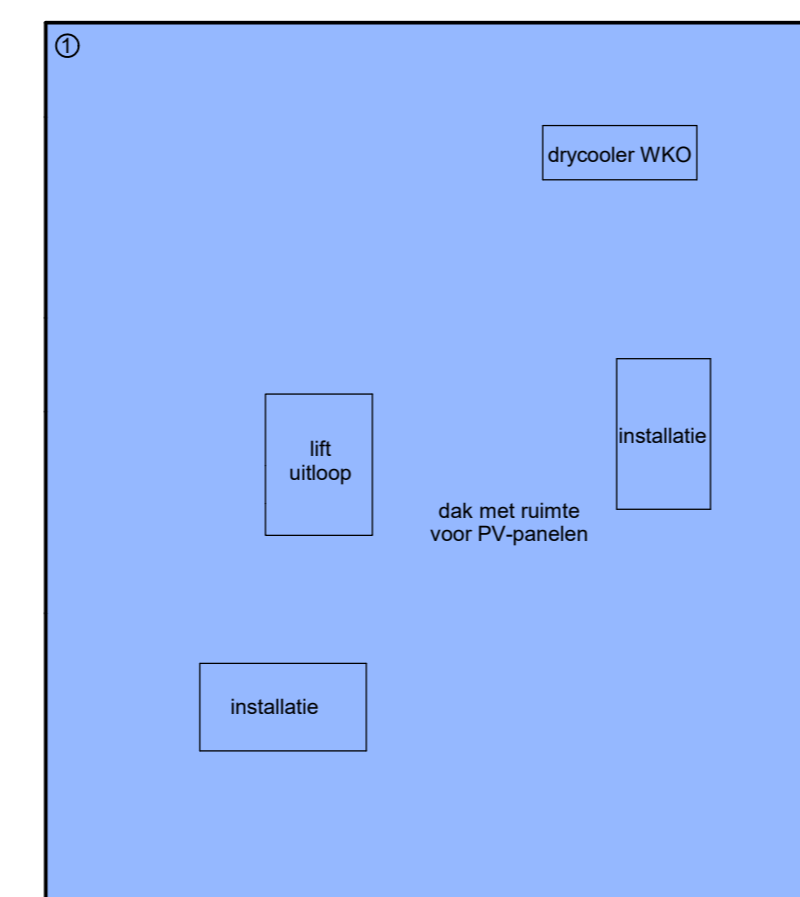 ①
drycooler WKO
installatie
lift
uitloop
dak met ruimte
voor PV-panelen
installatie